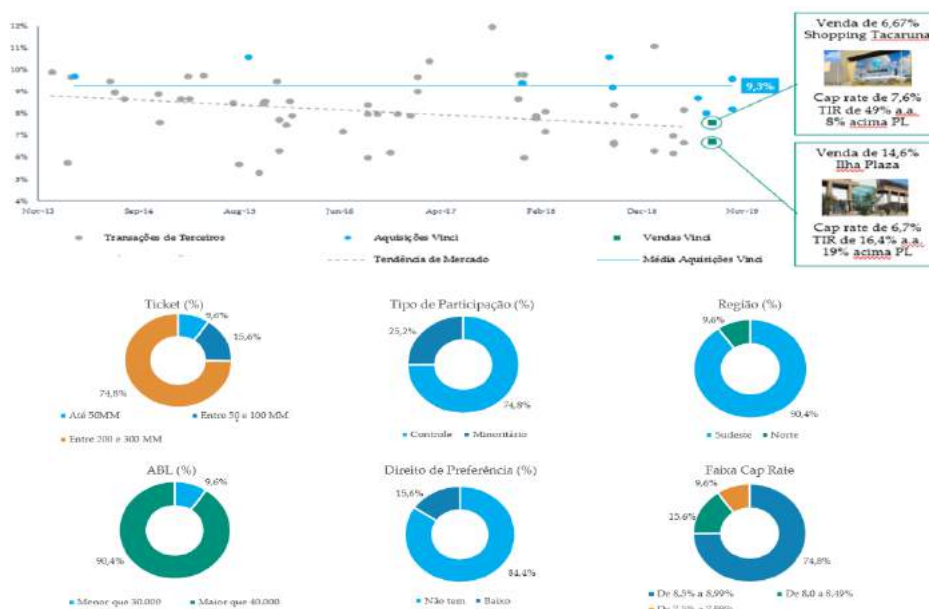 12%
11%
10%
9%
8%
7%
6%
5%
4%
9,3%
Nov-13
Sep-14
Aug-15
Jun-16
Apr-17
Feb-18
Dec-18
Nov-19
Transações de Terceiros
Aquisições Vinci
Vendas Vinci
Tendência de Mercado
Média Aquisições Vinci
Venda de 6,67%
Shopping Tacaruna
Cap rate de 7,6%
TIR de 49% a.a.
8% acima PL
Venda de 14,6%
Ilha Plaza
Cap rate de 6,7%
TIR de 16,4% a.a.
19% acima PL
Ticket (%)
9,6%
15,6%
74,8%
Até 50MM
Entre 50 e 100 MM
Entre 200 e 300 MM
Tipo de Participação (%)
25,2%
74,8%
Controle
Minoritário
Região (%)
9,6%
90,4%
Sudeste
Norte
ABL (%)
9,6%
90,4%
Menor que 30.000
Maior que 40.000
Direito de Preferência (%)
15,6%
84,4%
Não tem
Baixo
Faixa Cap Rate
9,6%
15,6%
74,8%
De 8,5% a 8,99%
De 8,0 a 8,49%